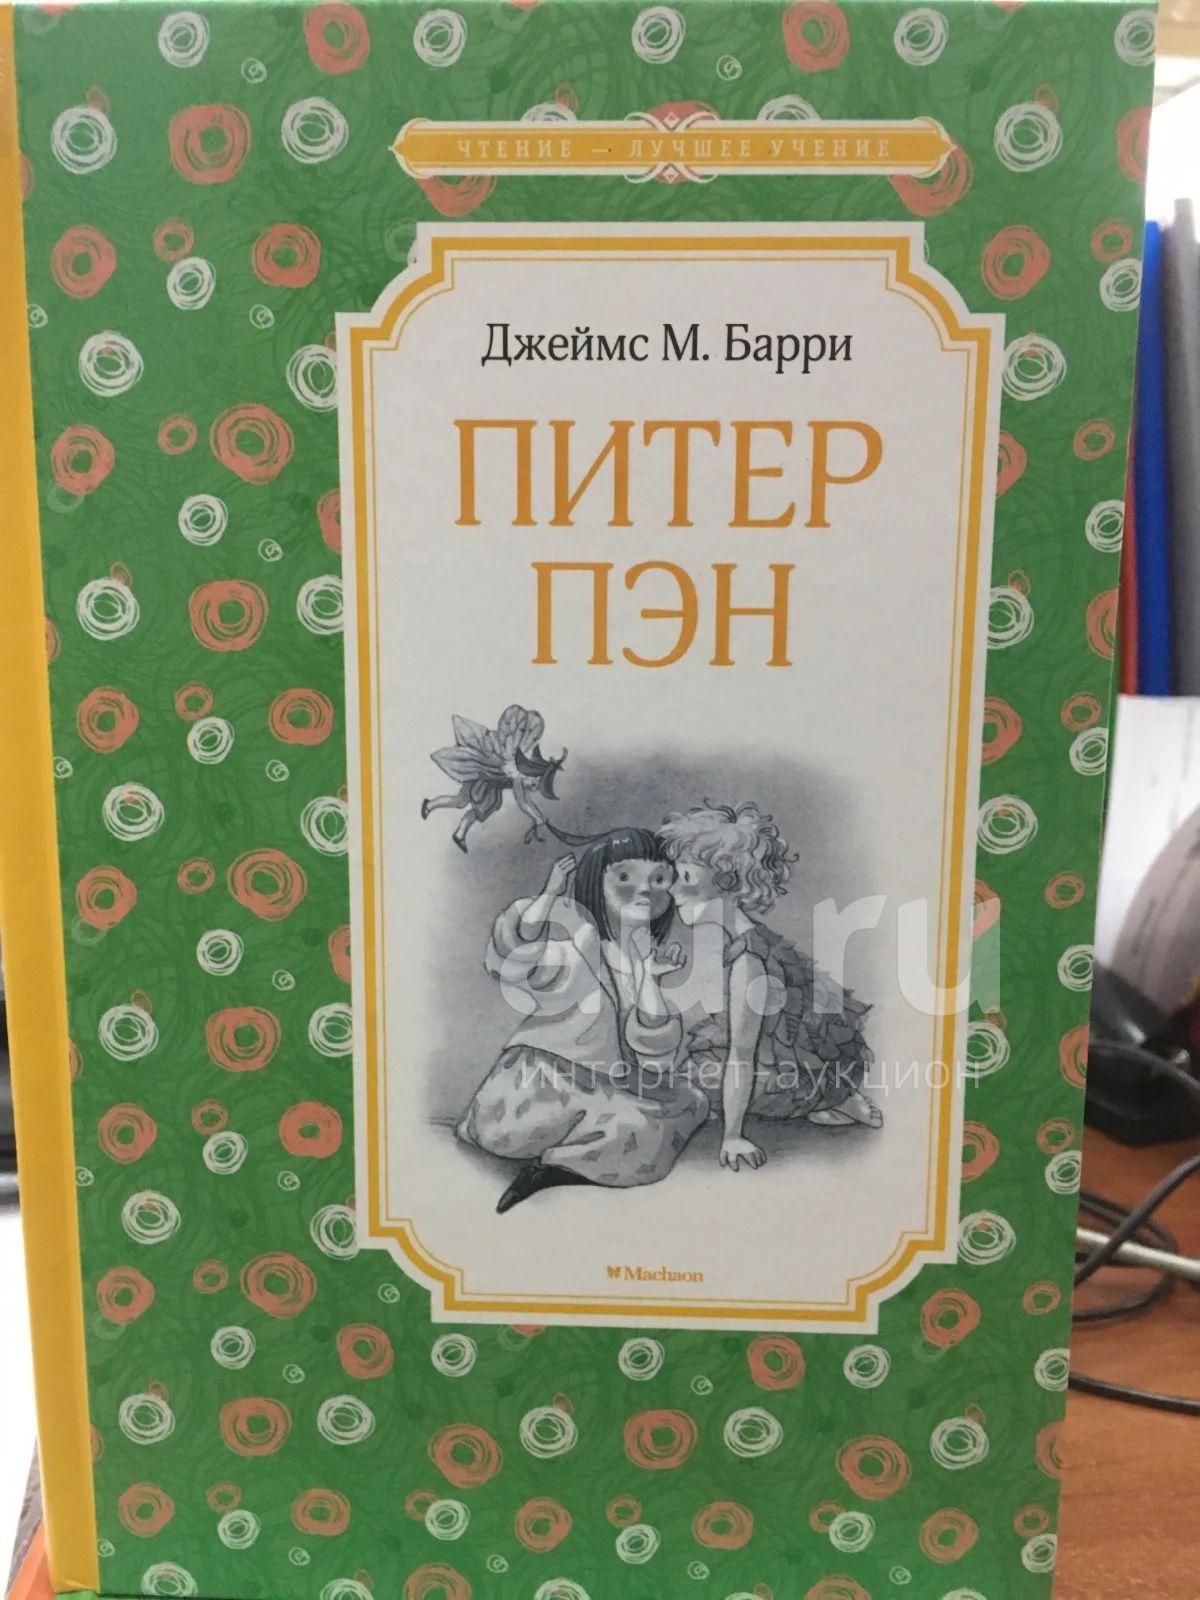 ЧТЕНИЕ – ЛУЧШЕЕ УЧЕНИЕ
Джеймс М. Барри
ПИТЕР
ПЭН
au.ru
интернет-аукцион
Machaon